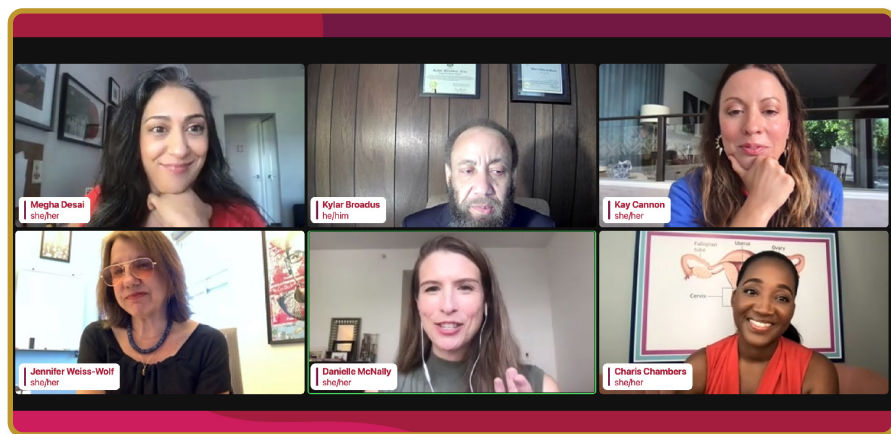 Megha Desai
she/her
Kylar Broadus
he/him
Kay Cannon
she/her
Fallopian
tube
Uterus
Ovary
Cervix
Jennifer Weiss-Wolf
she/her
Danielle McNally
she/her
Charis Chambers
she/her